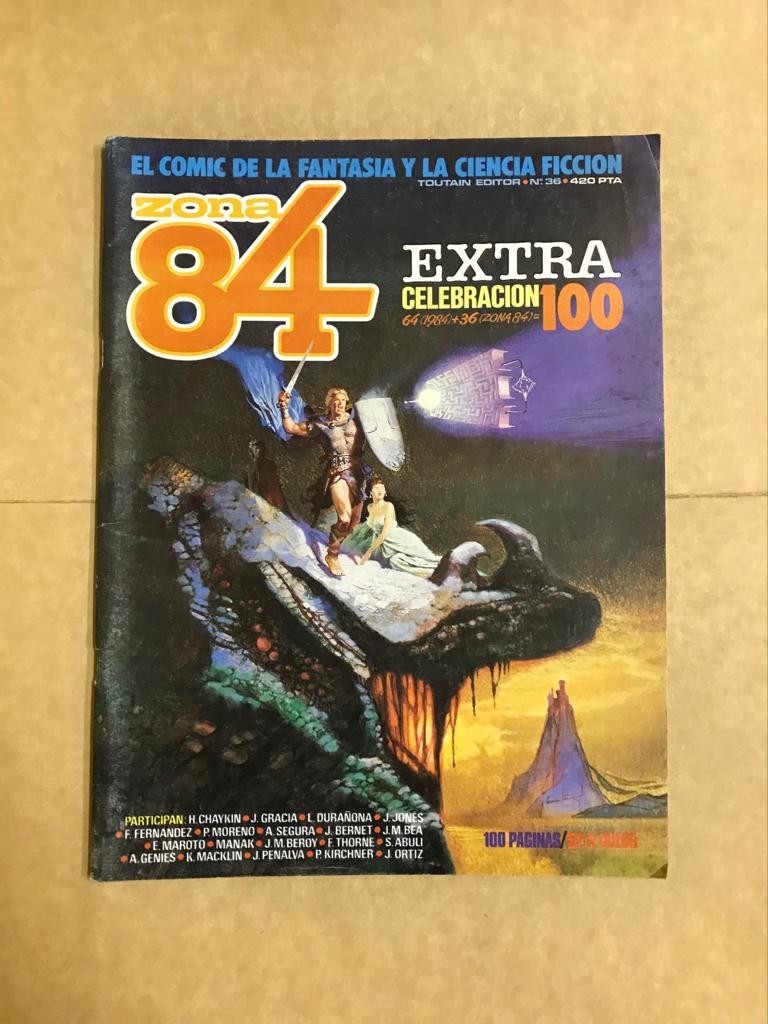 EL COMIC DE LA FANTASIA Y LA CIENCIA FICCION
TOUTAIN EDITOR • Nº 36 • 420 PTA
zona
84
EXTRA
CELEBRACION 100
64 (1984) + 36 (ZONA 84) =
PARTICIPAN: H. CHAYKIN • J. GRACIA • L. DURAÑONA • J. JONES
• F. FERNANDEZ • P. MORENO • A. SEGURA • J. BERNET • J. M. BEA
• E. MAROTO • MANAK • J. M. BEROY • F. THORNE • S. ABULI
• A. GENIES • K. MACKLIN • J. PENALVA • P. KIRCHNER • J. ORTIZ
100 PAGINAS/